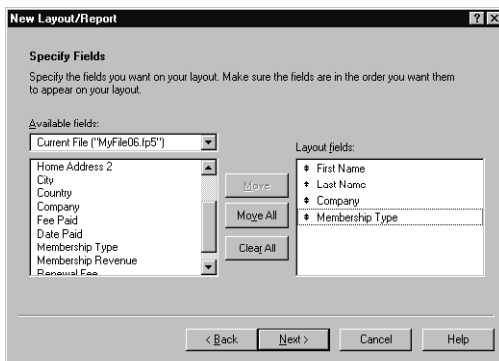 New Layout/Report
Specify Fields
Specify the fields you want on your layout. Make sure the fields are in the order you want them
to appear on your layout.
Available fields:
Current File ("MyFile06.fp5")
Home Address 2
City
Country
Company
Fee Paid
Date Paid
Membership Type
Membership Revenue
Renewal Fee
Move
Move All
Clear All
Layout fields:
First Name
Last Name
Company
Membership Type
< Back
Next >
Cancel
Help